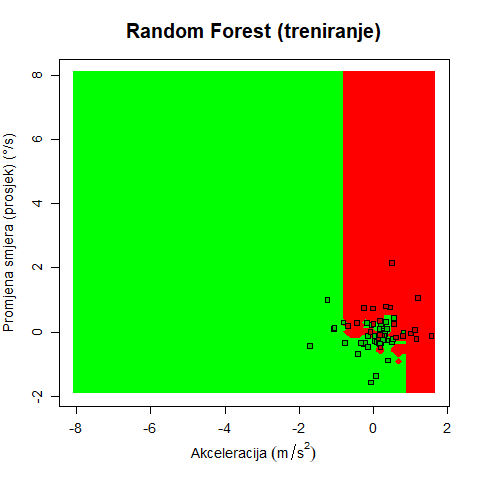 Random Forest (treniranje)
Promjena smjera (prosjek) (°/s)
8
6
4
2
0
-2
-8 -6 -4 -2 0 2
Akceleracija (m/s²)